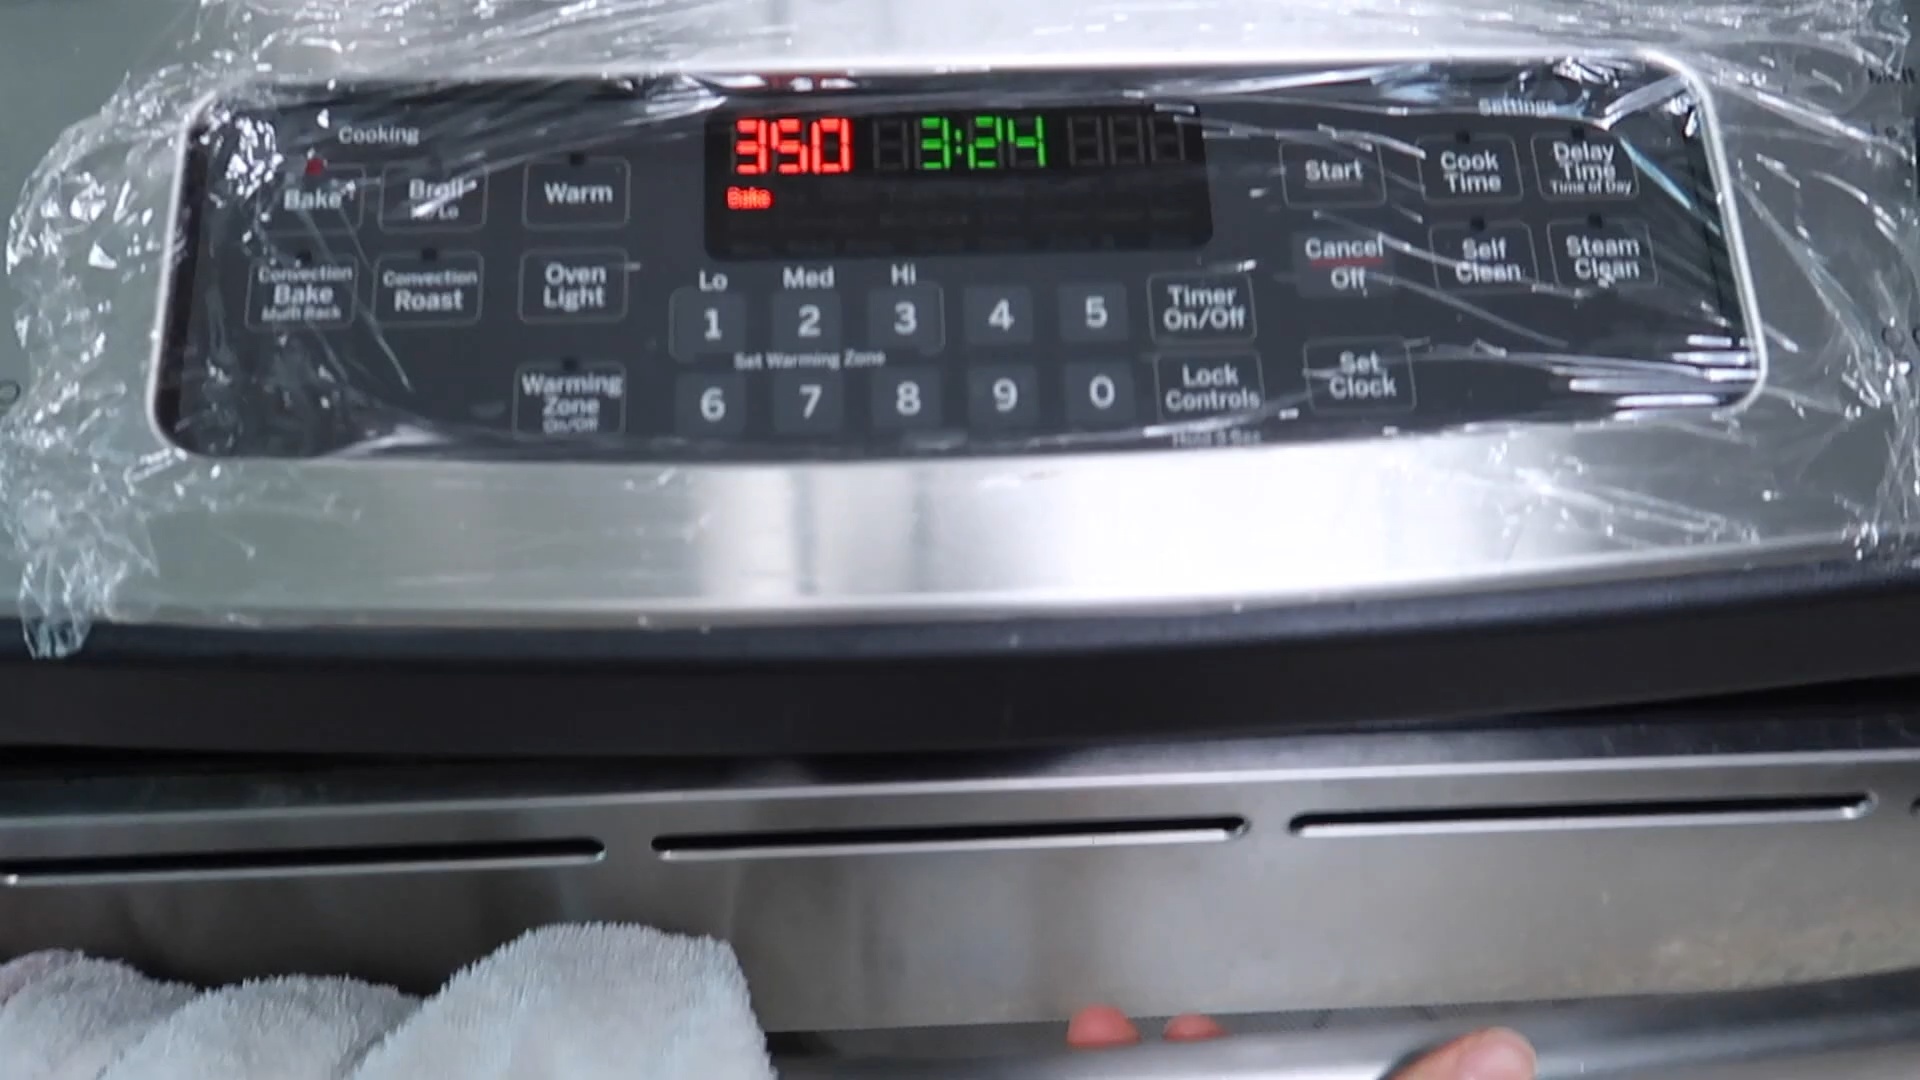 Cooking
Settings
350 3:24
Bake
Bake
Broil
Hi Lo
Warm
Start
Cook
Time
Delay
Time
Time of Day
Convection
Bake
Multi Rack
Convection
Roast
Oven
Light
Lo Med Hi
1 2 3 4 5
Set Warming Zone
Timer
On/Off
Cancel
Off
Self
Clean
Steam
Clean
Warming
Zone
On/Off
6 7 8 9 0
Lock
Controls
Hold 3 Sec
Set
Clock